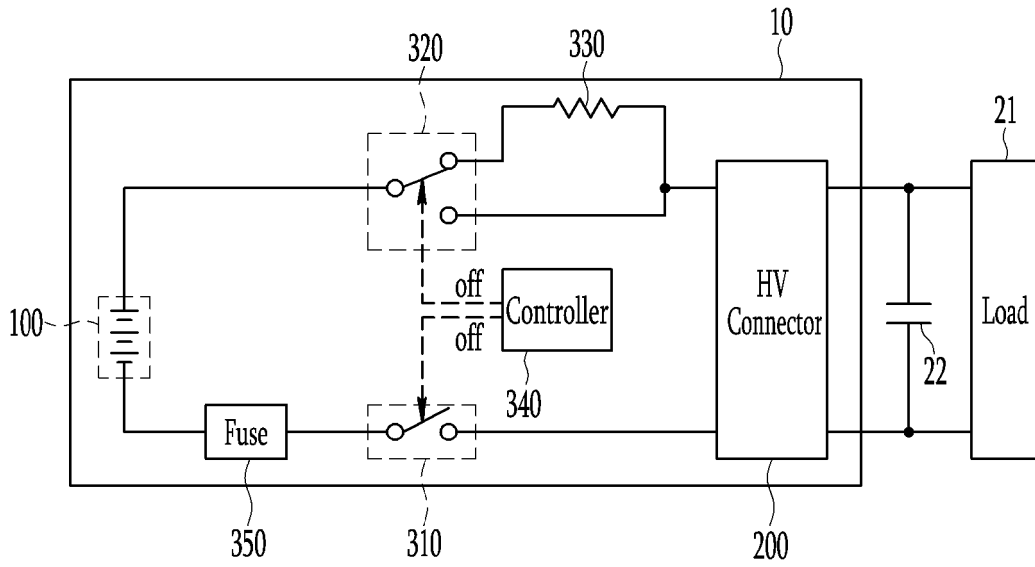 10
320
330
21
off
off
Controller
HV
Connector
Load
100
22
340
Fuse
350
310
200